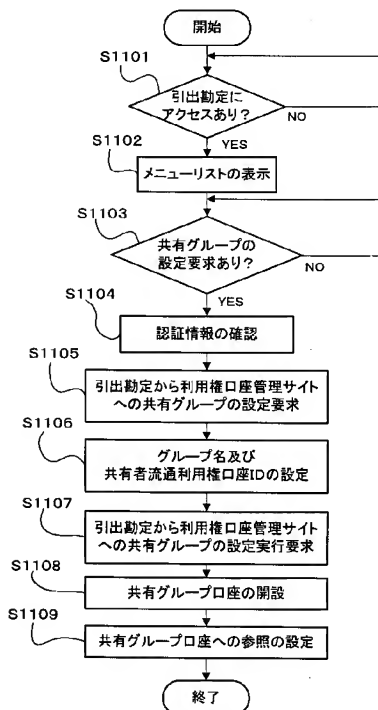 開始
S1101
引出勘定に
アクセスあり？
NO
YES
S1102
メニューリストの表示
S1103
共有グループの
設定要求あり？
NO
YES
S1104
認証情報の確認
S1105
引出勘定から利用権口座管理サイト
への共有グループの設定要求
S1106
グループ名及び
共有者流通利用権口座IDの設定
S1107
引出勘定から利用権口座管理サイト
への共有グループの設定実行要求
S1108
共有グループ口座の開設
S1109
共有グループ口座への参照の設定
終了